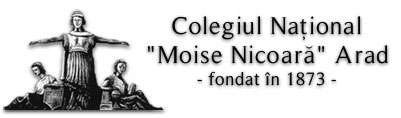 Colegiul Național
"Moise Nicoară" Arad
- fondat în 1873 -